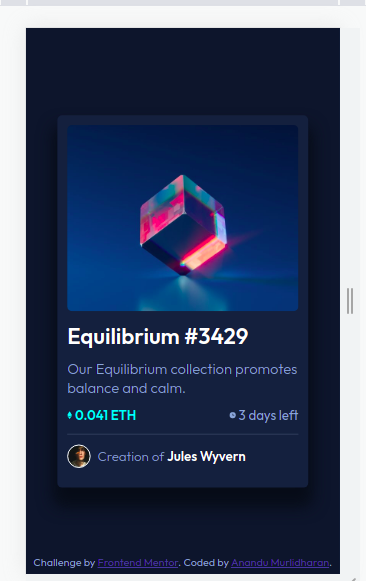 Equilibrium #3429
Our Equilibrium collection promotes
balance and calm.
0.041 ETH 3 days left
Creation of Jules Wyvern
Challenge by Frontend Mentor. Coded by Anandu Murlidharan.